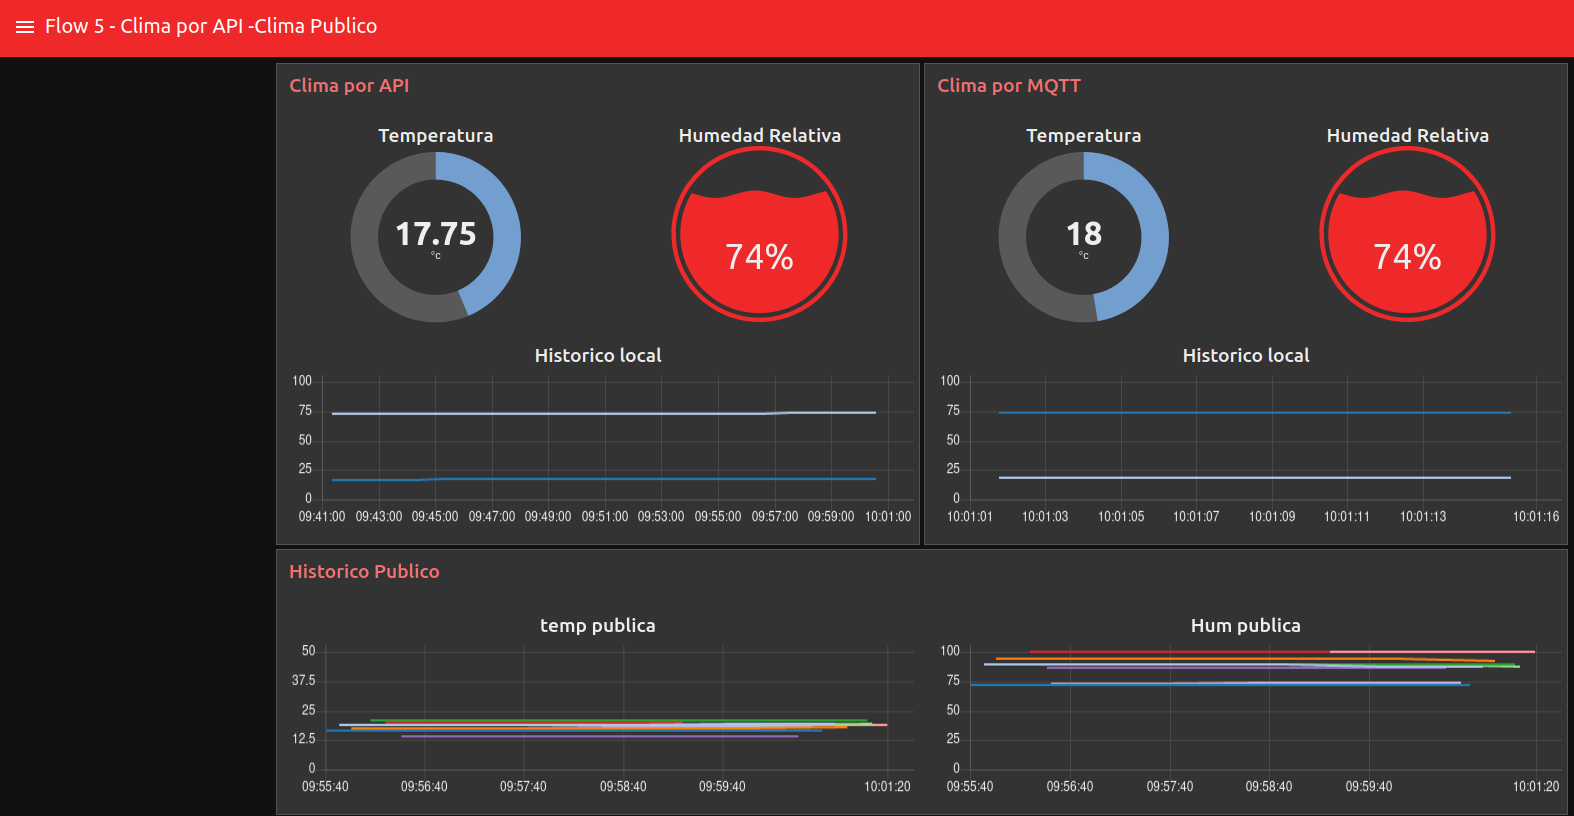 Flow 5 - Clima por API -Clima Publico
Clima por API
Temperatura
17.75
°c
Humedad Relativa
74%
Historico local
100
75
50
25
0
09:41:00 09:43:00 09:45:00 09:47:00 09:49:00 09:51:00 09:53:00 09:55:00 09:57:00 09:59:00 10:01:00
Clima por MQTT
Temperatura
18
°c
Humedad Relativa
74%
Historico local
100
75
50
25
0
10:01:01 10:01:03 10:01:05 10:01:07 10:01:09 10:01:11 10:01:13 10:01:16
Historico Publico
temp publica
50
37.5
25
12.5
0
09:55:40 09:56:40 09:57:40 09:58:40 09:59:40 10:01:20
Hum publica
100
75
50
25
0
09:55:40 09:56:40 09:57:40 09:58:40 09:59:40 10:01:20